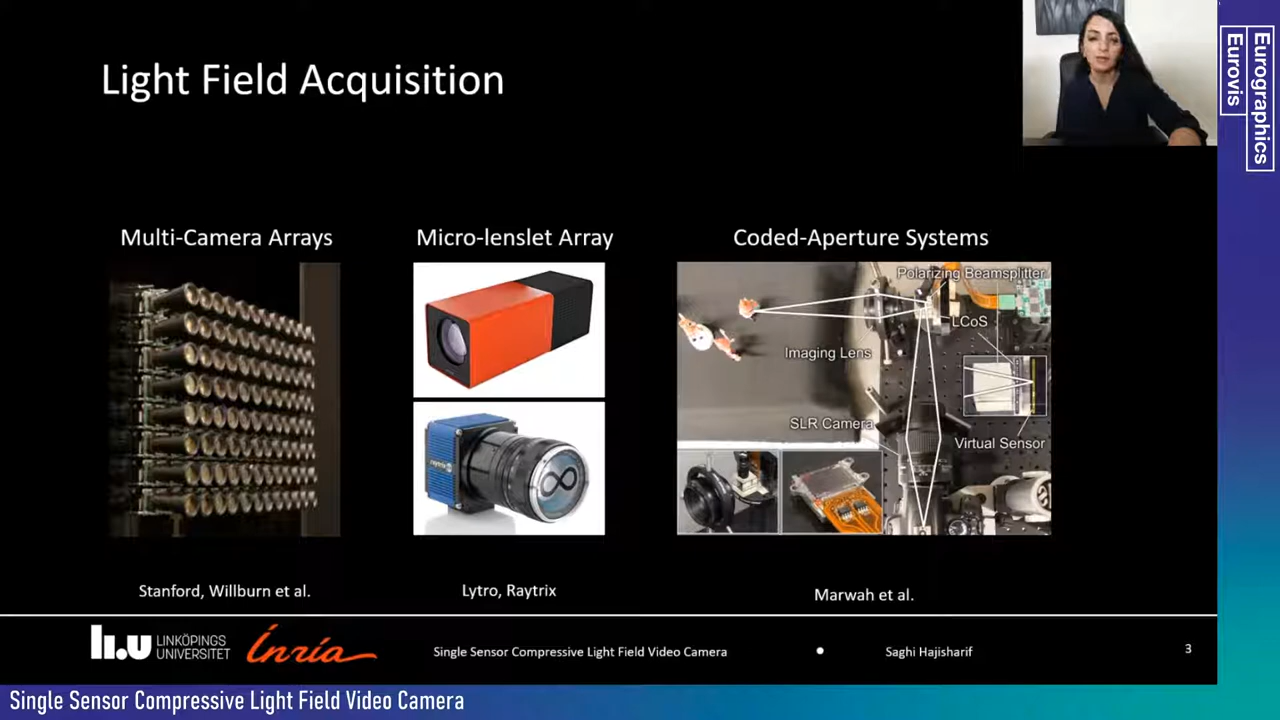 Light Field Acquisition
Eurographics
Eurovis
Multi-Camera Arrays
Micro-lenslet Array
Coded-Aperture Systems
Polarizing Beamsplitter
LCoS
Imaging Lens
SLR Camera
Virtual Sensor
raytrix
Stanford, Willburn et al.
Lytro, Raytrix
Marwah et al.
li.u LINKÖPINGS
UNIVERSITET
Inria
Single Sensor Compressive Light Field Video Camera
Saghi Hajisharif
3
Single Sensor Compressive Light Field Video Camera